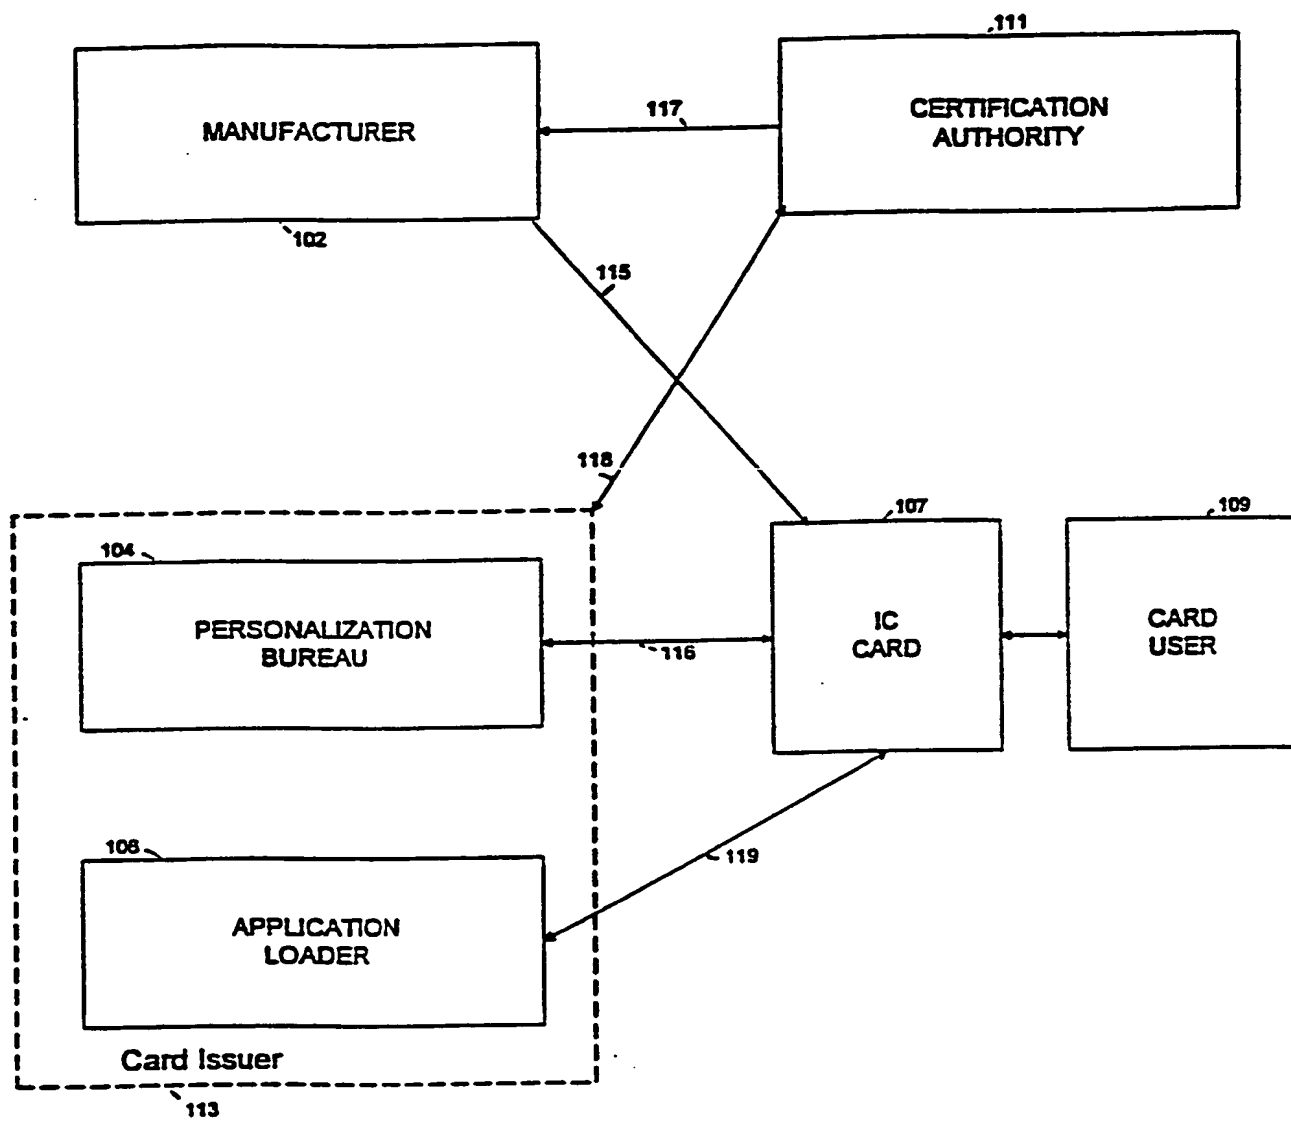 111
MANUFACTURER
117
CERTIFICATION
AUTHORITY
102
115
118
107
109
104
PERSONALIZATION
BUREAU
116
IC
CARD
CARD
USER
106
119
APPLICATION
LOADER
Card Issuer
113